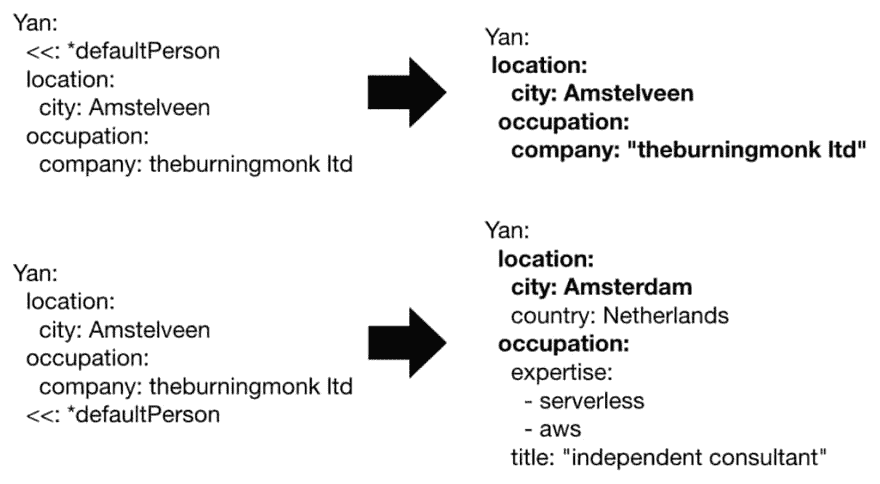 Yan:
<<: *defaultPerson
location:
city: Amstelveen
occupation:
company: theburningmonk ltd
Yan:
location:
city: Amstelveen
occupation:
company: "theburningmonk ltd"
Yan:
location:
city: Amstelveen
occupation:
company: theburningmonk ltd
<<: *defaultPerson
Yan:
location:
city: Amsterdam
country: Netherlands
occupation:
expertise:
- serverless
- aws
title: "independent consultant"